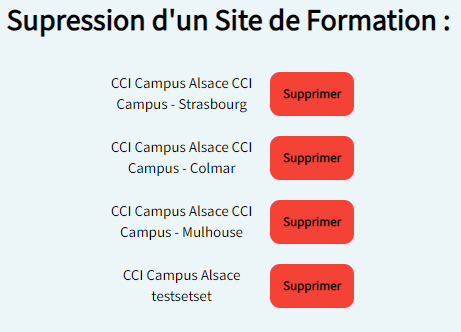 Supression d'un Site de Formation :
CCI Campus Alsace CCI
Campus - Strasbourg
Supprimer
CCI Campus Alsace CCI
Campus - Colmar
Supprimer
CCI Campus Alsace CCI
Campus - Mulhouse
Supprimer
CCI Campus Alsace
testsetset
Supprimer